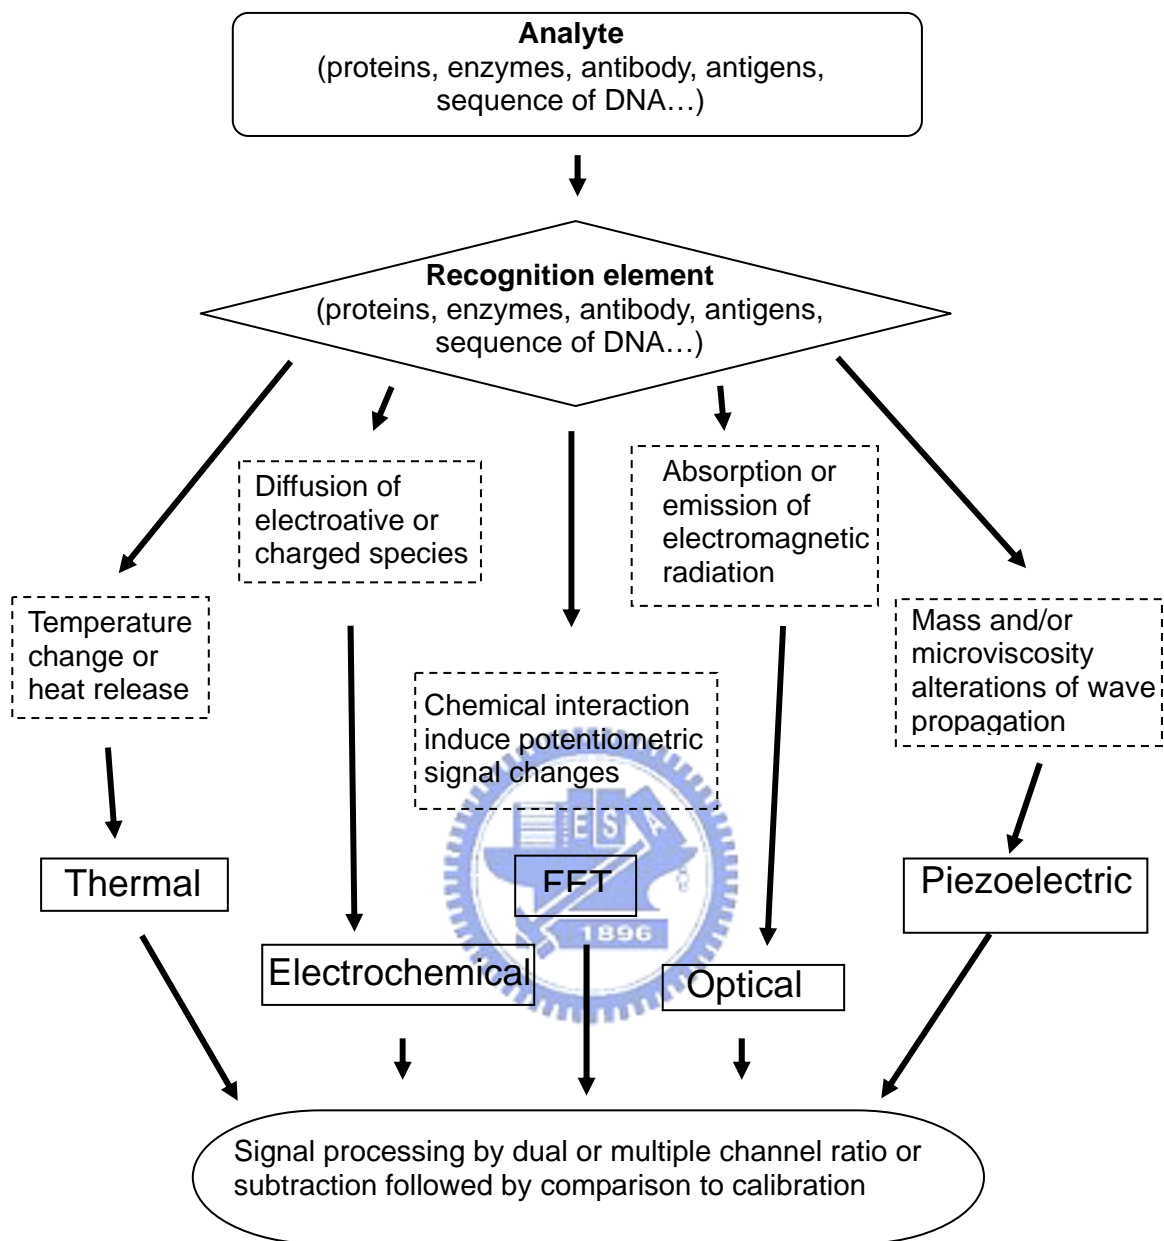 Analyte
(proteins, enzymes, antibody, antigens,
sequence of DNA…)
Recognition element
(proteins, enzymes, antibody, antigens,
sequence of DNA…)
Diffusion of
electroative or
charged species
Absorption or
emission of
electromagnetic
radiation
Temperature
change or
heat release
Mass and/or
microviscosity
alterations of wave
propagation
Chemical interaction
induce potentiometric
signal changes
E S A
Thermal
FET
Piezoelectric
1896
Electrochemical
Optical
Signal processing by dual or multiple channel ratio or
subtraction followed by comparison to calibration